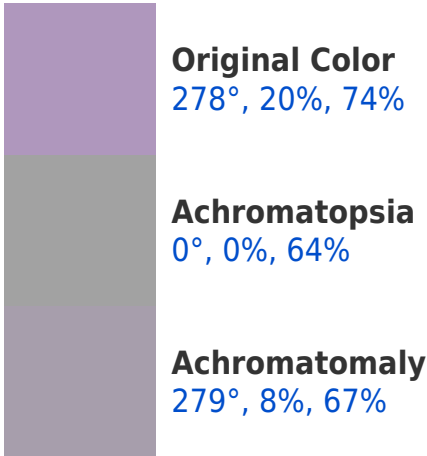 Original Color
278°, 20%, 74%
Achromatopsia
0°, 0%, 64%
Achromatomaly
279°, 8%, 67%